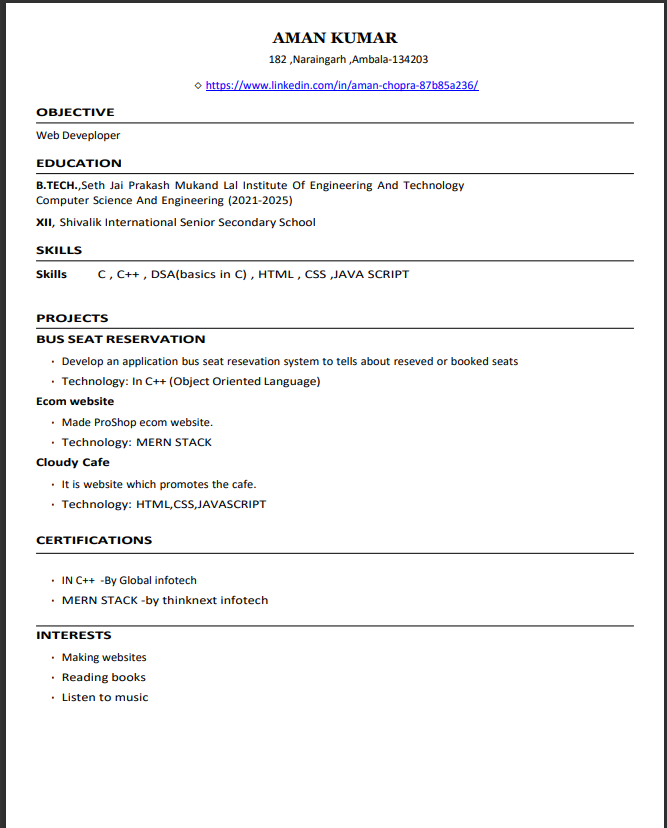 AMAN KUMAR
182 ,Naraingarh ,Ambala-134203
◇ https://www.linkedin.com/in/aman-chopra-87b85a236/
OBJECTIVE
Web Deveploper
EDUCATION
B.TECH.,Seth Jai Prakash Mukand Lal Institute Of Engineering And Technology
Computer Science And Engineering (2021-2025)
XII, Shivalik International Senior Secondary School
SKILLS
Skills C , C++ , DSA(basics in C) , HTML , CSS ,JAVA SCRIPT
PROJECTS
BUS SEAT RESERVATION
· Develop an application bus seat resevation system to tells about reseved or booked seats
· Technology: In C++ (Object Oriented Language)
Ecom website
· Made ProShop ecom website.
· Technology: MERN STACK
Cloudy Cafe
· It is website which promotes the cafe.
· Technology: HTML,CSS,JAVASCRIPT
CERTIFICATIONS
· IN C++ -By Global infotech
· MERN STACK -by thinknext infotech
INTERESTS
· Making websites
· Reading books
· Listen to music